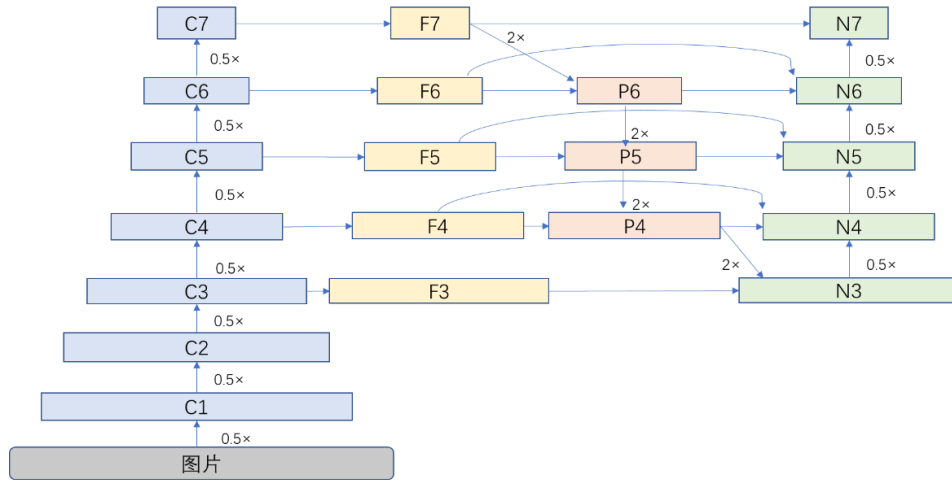 C7 F7 N7
2×
0.5× 0.5×
C6 F6 P6 N6
0.5× 2× 0.5×
C5 F5 P5 N5
0.5× 2× 0.5×
C4 F4 P4 N4
0.5× 2× 0.5×
C3 F3 N3
0.5×
C2
0.5×
C1
0.5×
图片